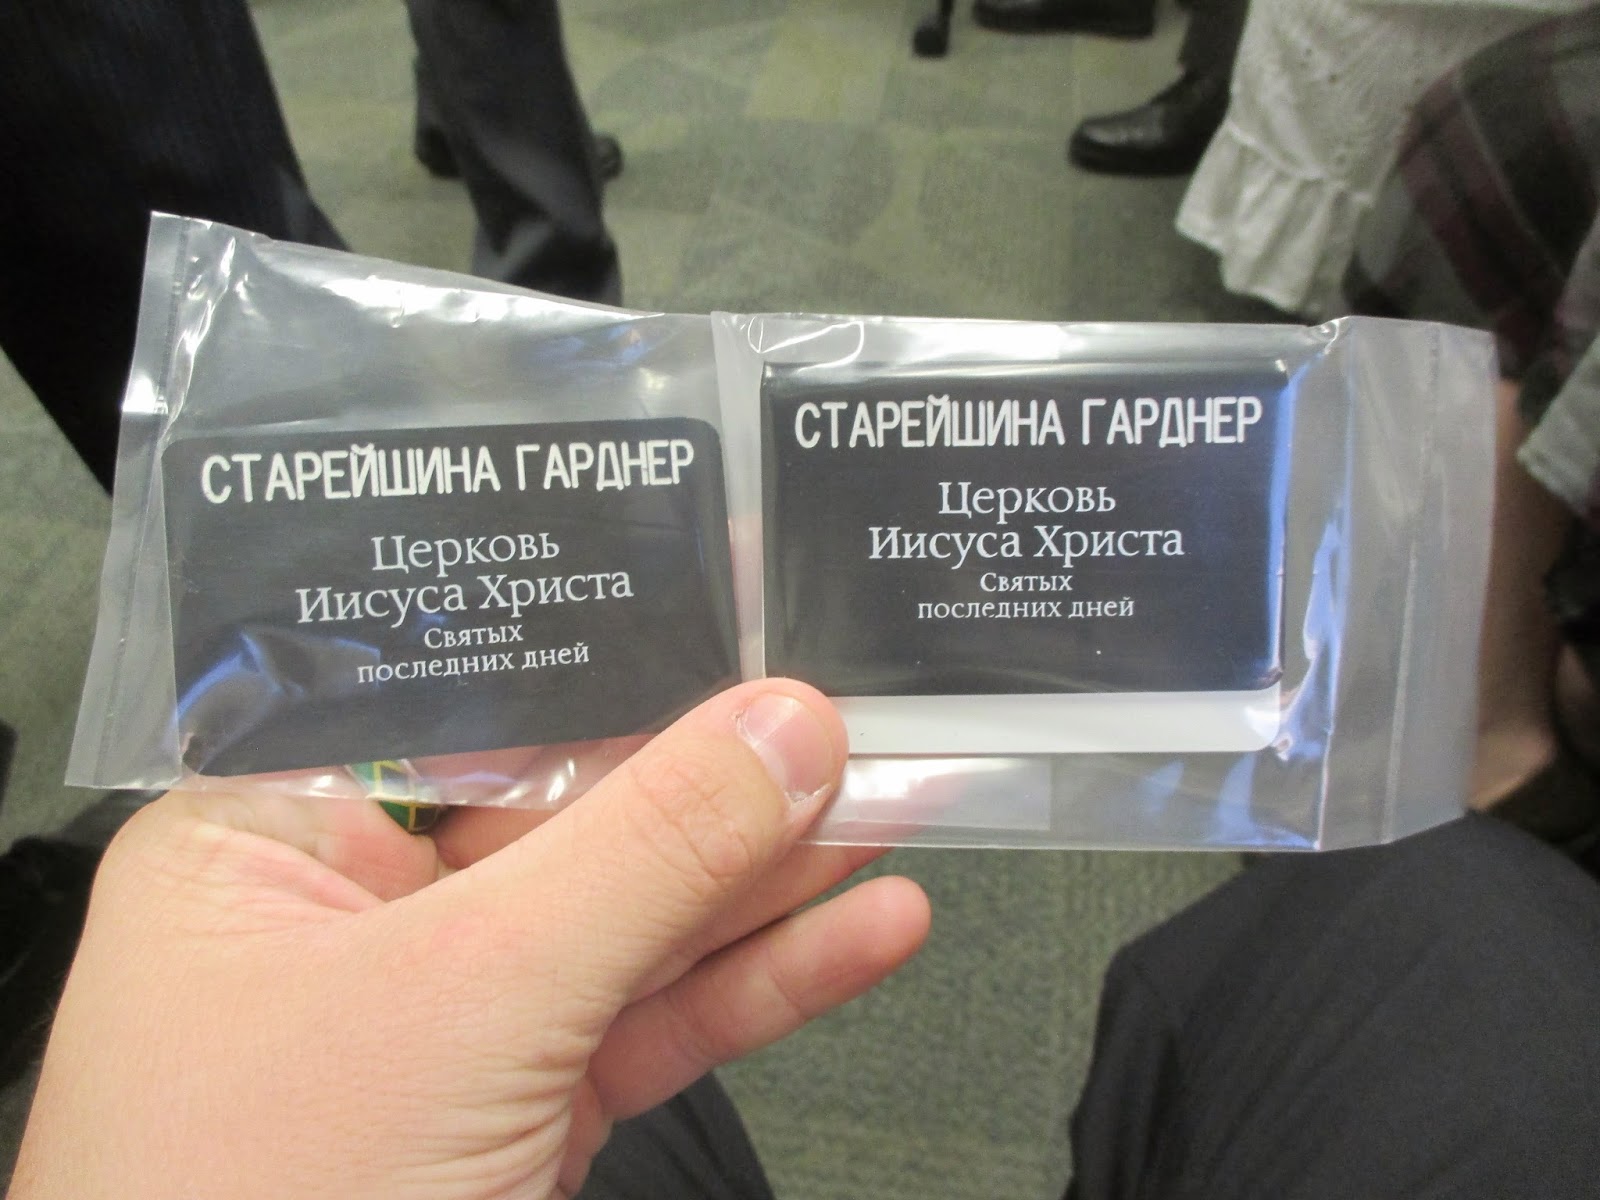 СТАРЕЙШИНА ГАРДНЕР
Церковь
Иисуса Христа
Святых
последних дней
СТАРЕЙШИНА ГАРДНЕР
Церковь
Иисуса Христа
Святых
последних дней